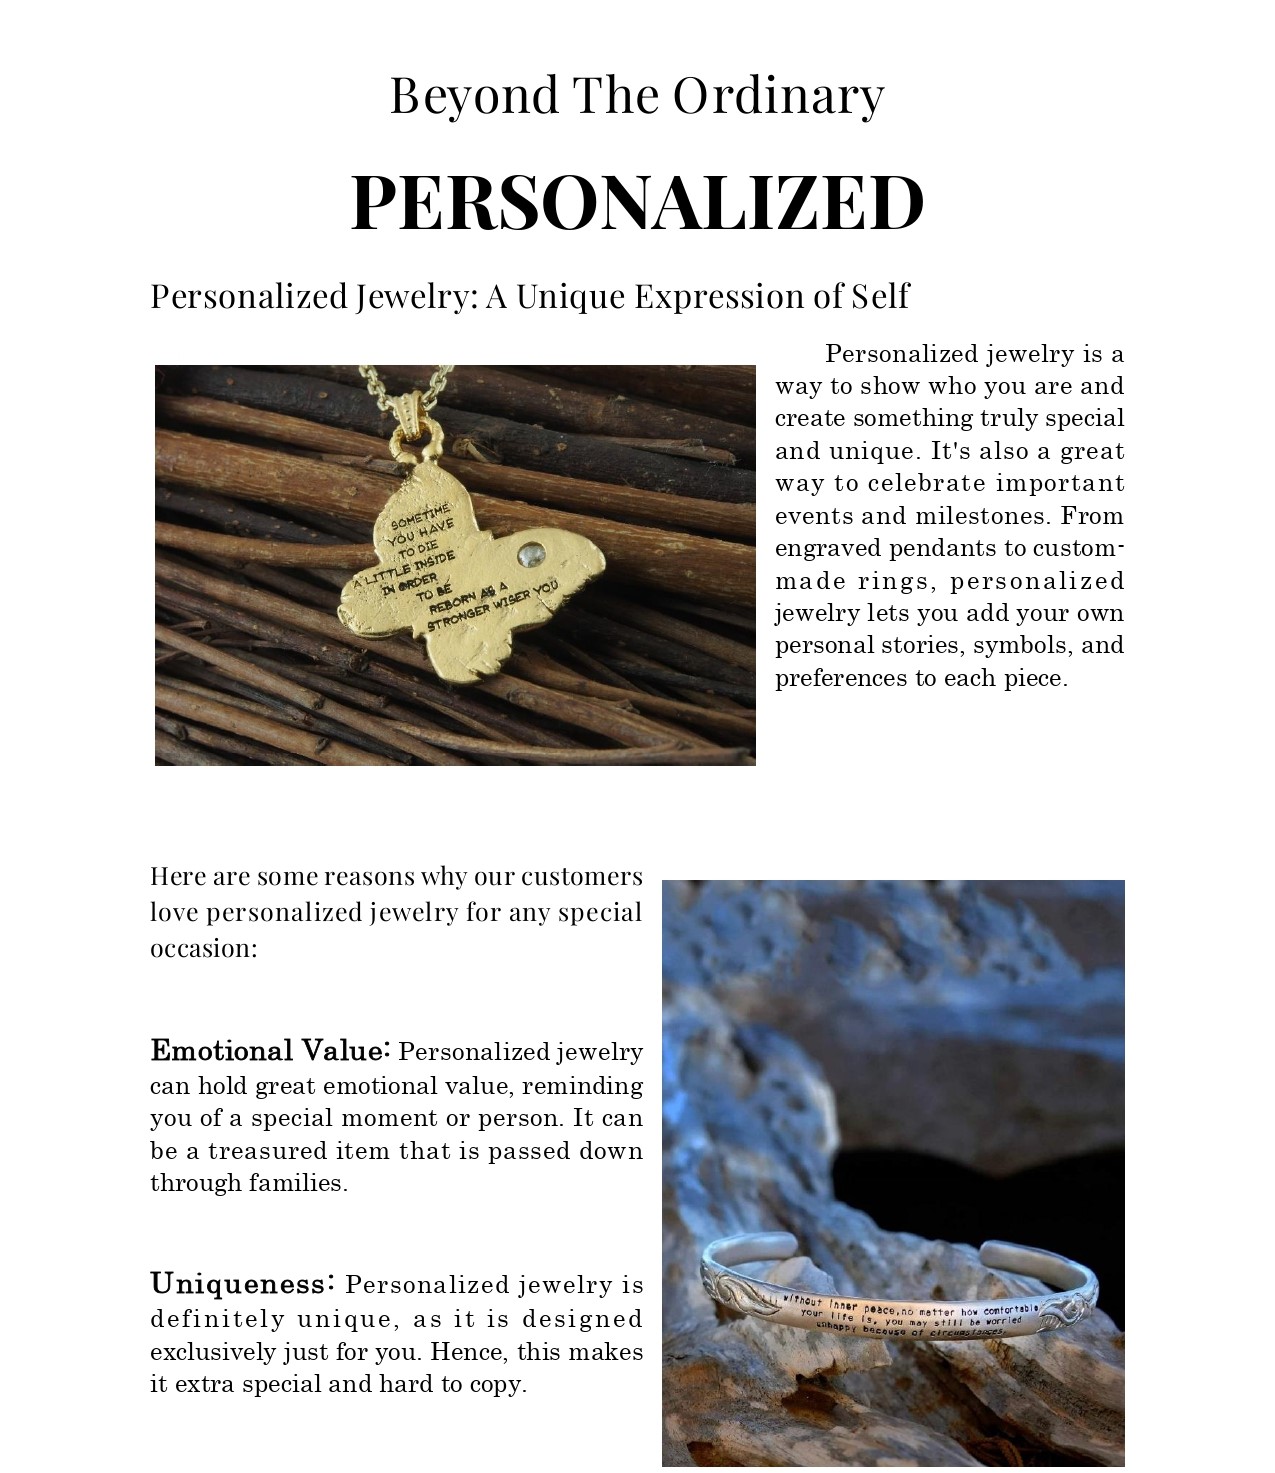 Beyond The Ordinary
PERSONALIZED
Personalized Jewelry: A Unique Expression of Self
SOMETIME
YOU HAVE
TO DIE
A LITTLE INSIDE
IN ORDER
TO BE
REBORN AS A
STRONGER WISER YOU
Personalized jewelry is a
way to show who you are and
create something truly special
and unique. It's also a great
way to celebrate important
events and milestones. From
engraved pendants to custom-
made rings, personalized
jewelry lets you add your own
personal stories, symbols, and
preferences to each piece.
Here are some reasons why our customers
love personalized jewelry for any special
occasion:
Emotional Value: Personalized jewelry
can hold great emotional value, reminding
you of a special moment or person. It can
be a treasured item that is passed down
through families.
Uniqueness: Personalized jewelry is
definitely unique, as it is designed
exclusively just for you. Hence, this makes
it extra special and hard to copy.
without inner peace,no matter how comfortable
your life is, you may still be worried
unhappy because of circumstances.